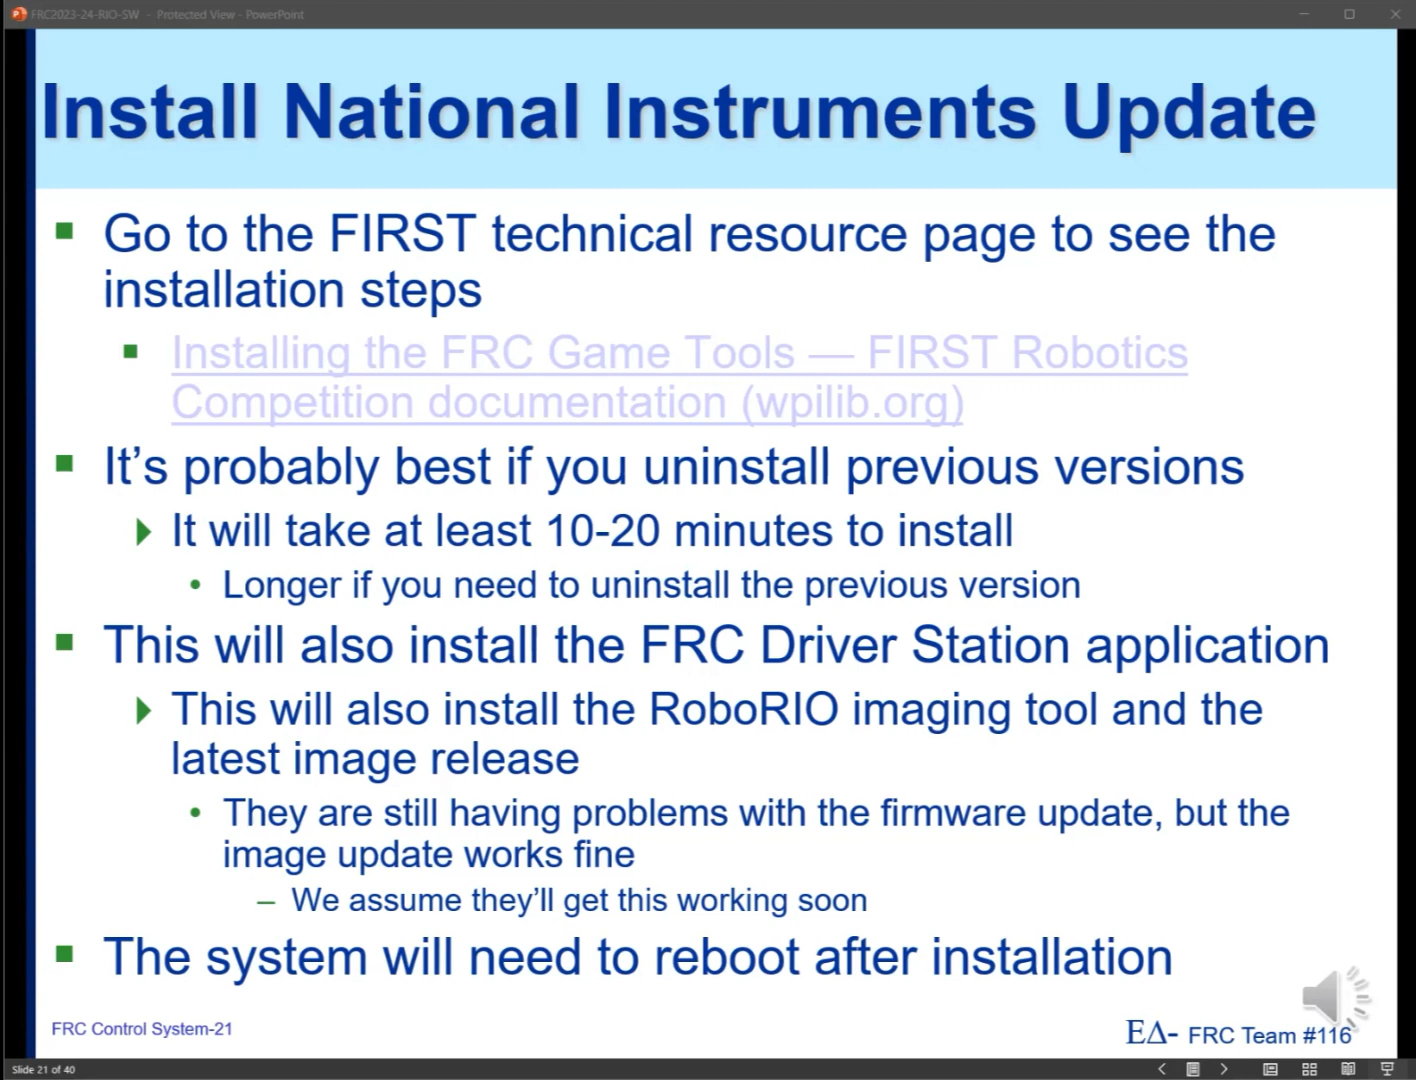 FRC2023-24-RIO-SW - Protected View - PowerPoint
Install National Instruments Update
Go to the FIRST technical resource page to see the
installation steps
Installing the FRC Game Tools — FIRST Robotics
Competition documentation (wpilib.org)
It’s probably best if you uninstall previous versions
It will take at least 10-20 minutes to install
Longer if you need to uninstall the previous version
This will also install the FRC Driver Station application
This will also install the RoboRIO imaging tool and the
latest image release
They are still having problems with the firmware update, but the
image update works fine
– We assume they’ll get this working soon
The system will need to reboot after installation
FRC Control System-21
ΕΔ- FRC Team #116
Slide 21 of 40